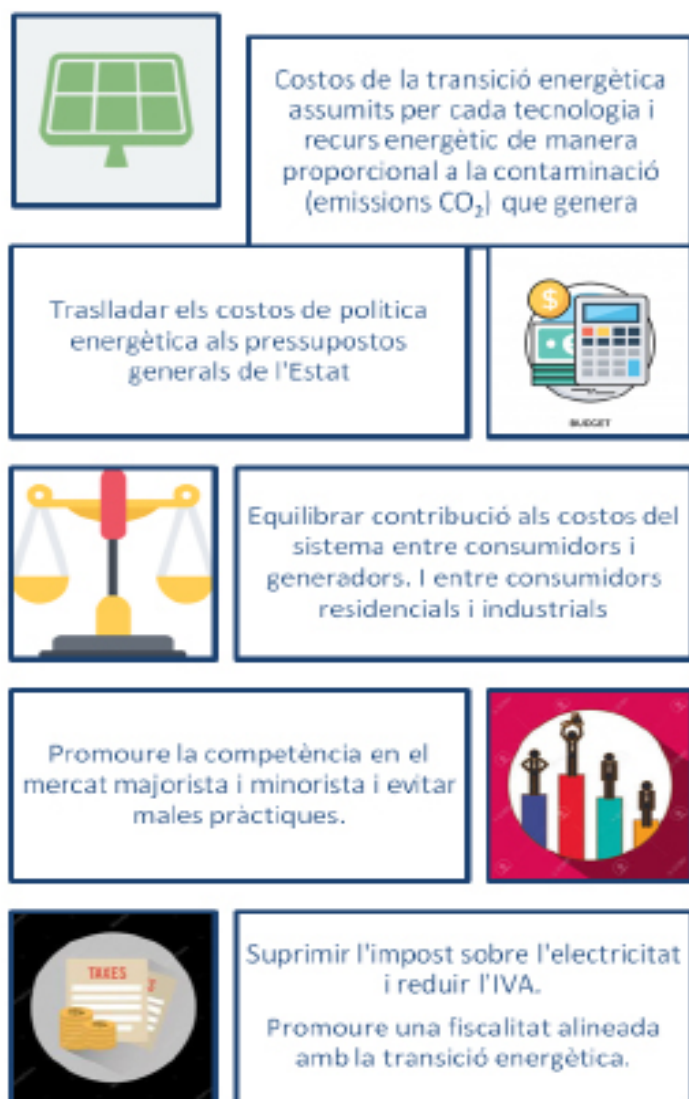 Costos de la transició energètica
assumits per cada tecnologia i
recurs energètic de manera
proporcional a la contaminació
(emissions CO₂) que genera
Traslladar els costos de política
energètica als pressupostos
generals de l'Estat
BUDGET
Equilibrar contribució als costos del
sistema entre consumidors i
generadors. I entre consumidors
residencials i industrials
Promoure la competència en el
mercat majorista i minorista i evitar
males pràctiques.
TAXES
Suprimir l'impost sobre l'electricitat
i reduir l'IVA.
Promoure una fiscalitat alineada
amb la transició energètica.